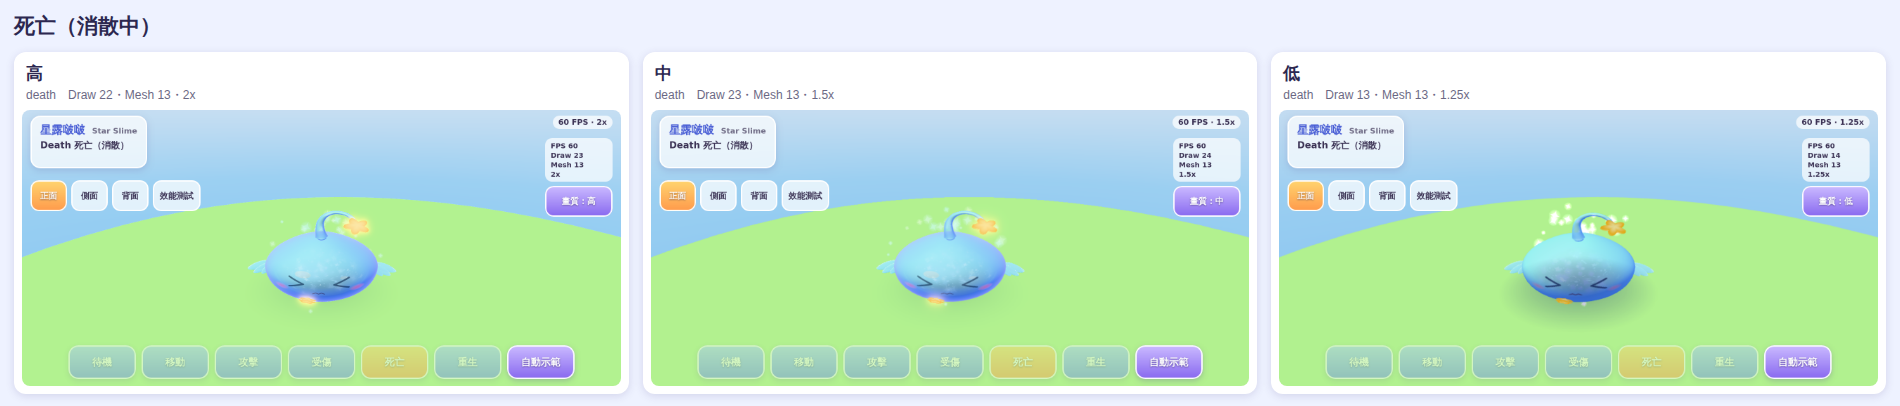 死亡（消散中）
高
death Draw 22・Mesh 13・2x
星露啵啵 Star Slime
Death 死亡（消散）
60 FPS · 2x
FPS 60
Draw 23
Mesh 13
2x
正面 側面 背面 效能測試
畫質：高
待機 移動 攻擊 受傷 死亡 重生 自動示範
中
death Draw 23・Mesh 13・1.5x
星露啵啵 Star Slime
Death 死亡（消散）
60 FPS · 1.5x
FPS 60
Draw 24
Mesh 13
1.5x
正面 側面 背面 效能測試
畫質：中
待機 移動 攻擊 受傷 死亡 重生 自動示範
低
death Draw 13・Mesh 13・1.25x
星露啵啵 Star Slime
Death 死亡（消散）
60 FPS · 1.25x
FPS 60
Draw 14
Mesh 13
1.25x
正面 側面 背面 效能測試
畫質：低
待機 移動 攻擊 受傷 死亡 重生 自動示範